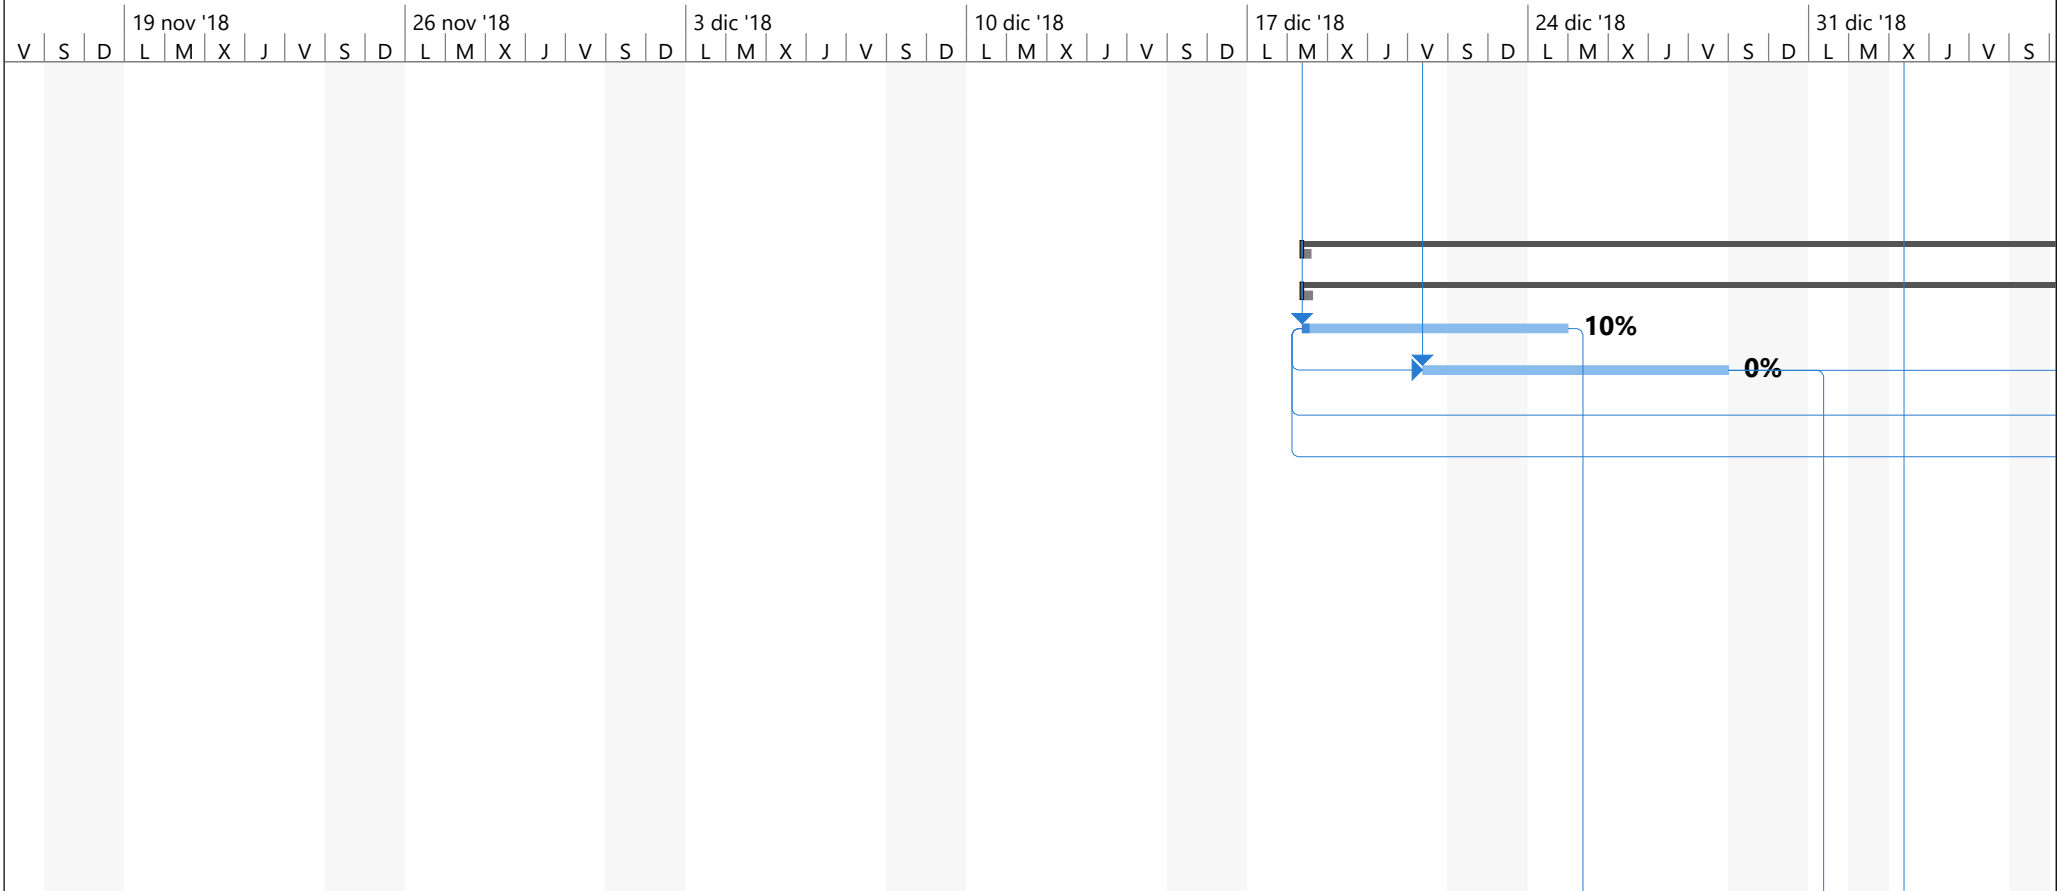 19 nov '18 26 nov '18 3 dic '18 10 dic '18 17 dic '18 24 dic '18 31 dic '18
V S D L M X J V S D L M X J V S D L M X J V S D L M X J V S D L M X J V S D L M X J V S D L M X J V S
10%
0%